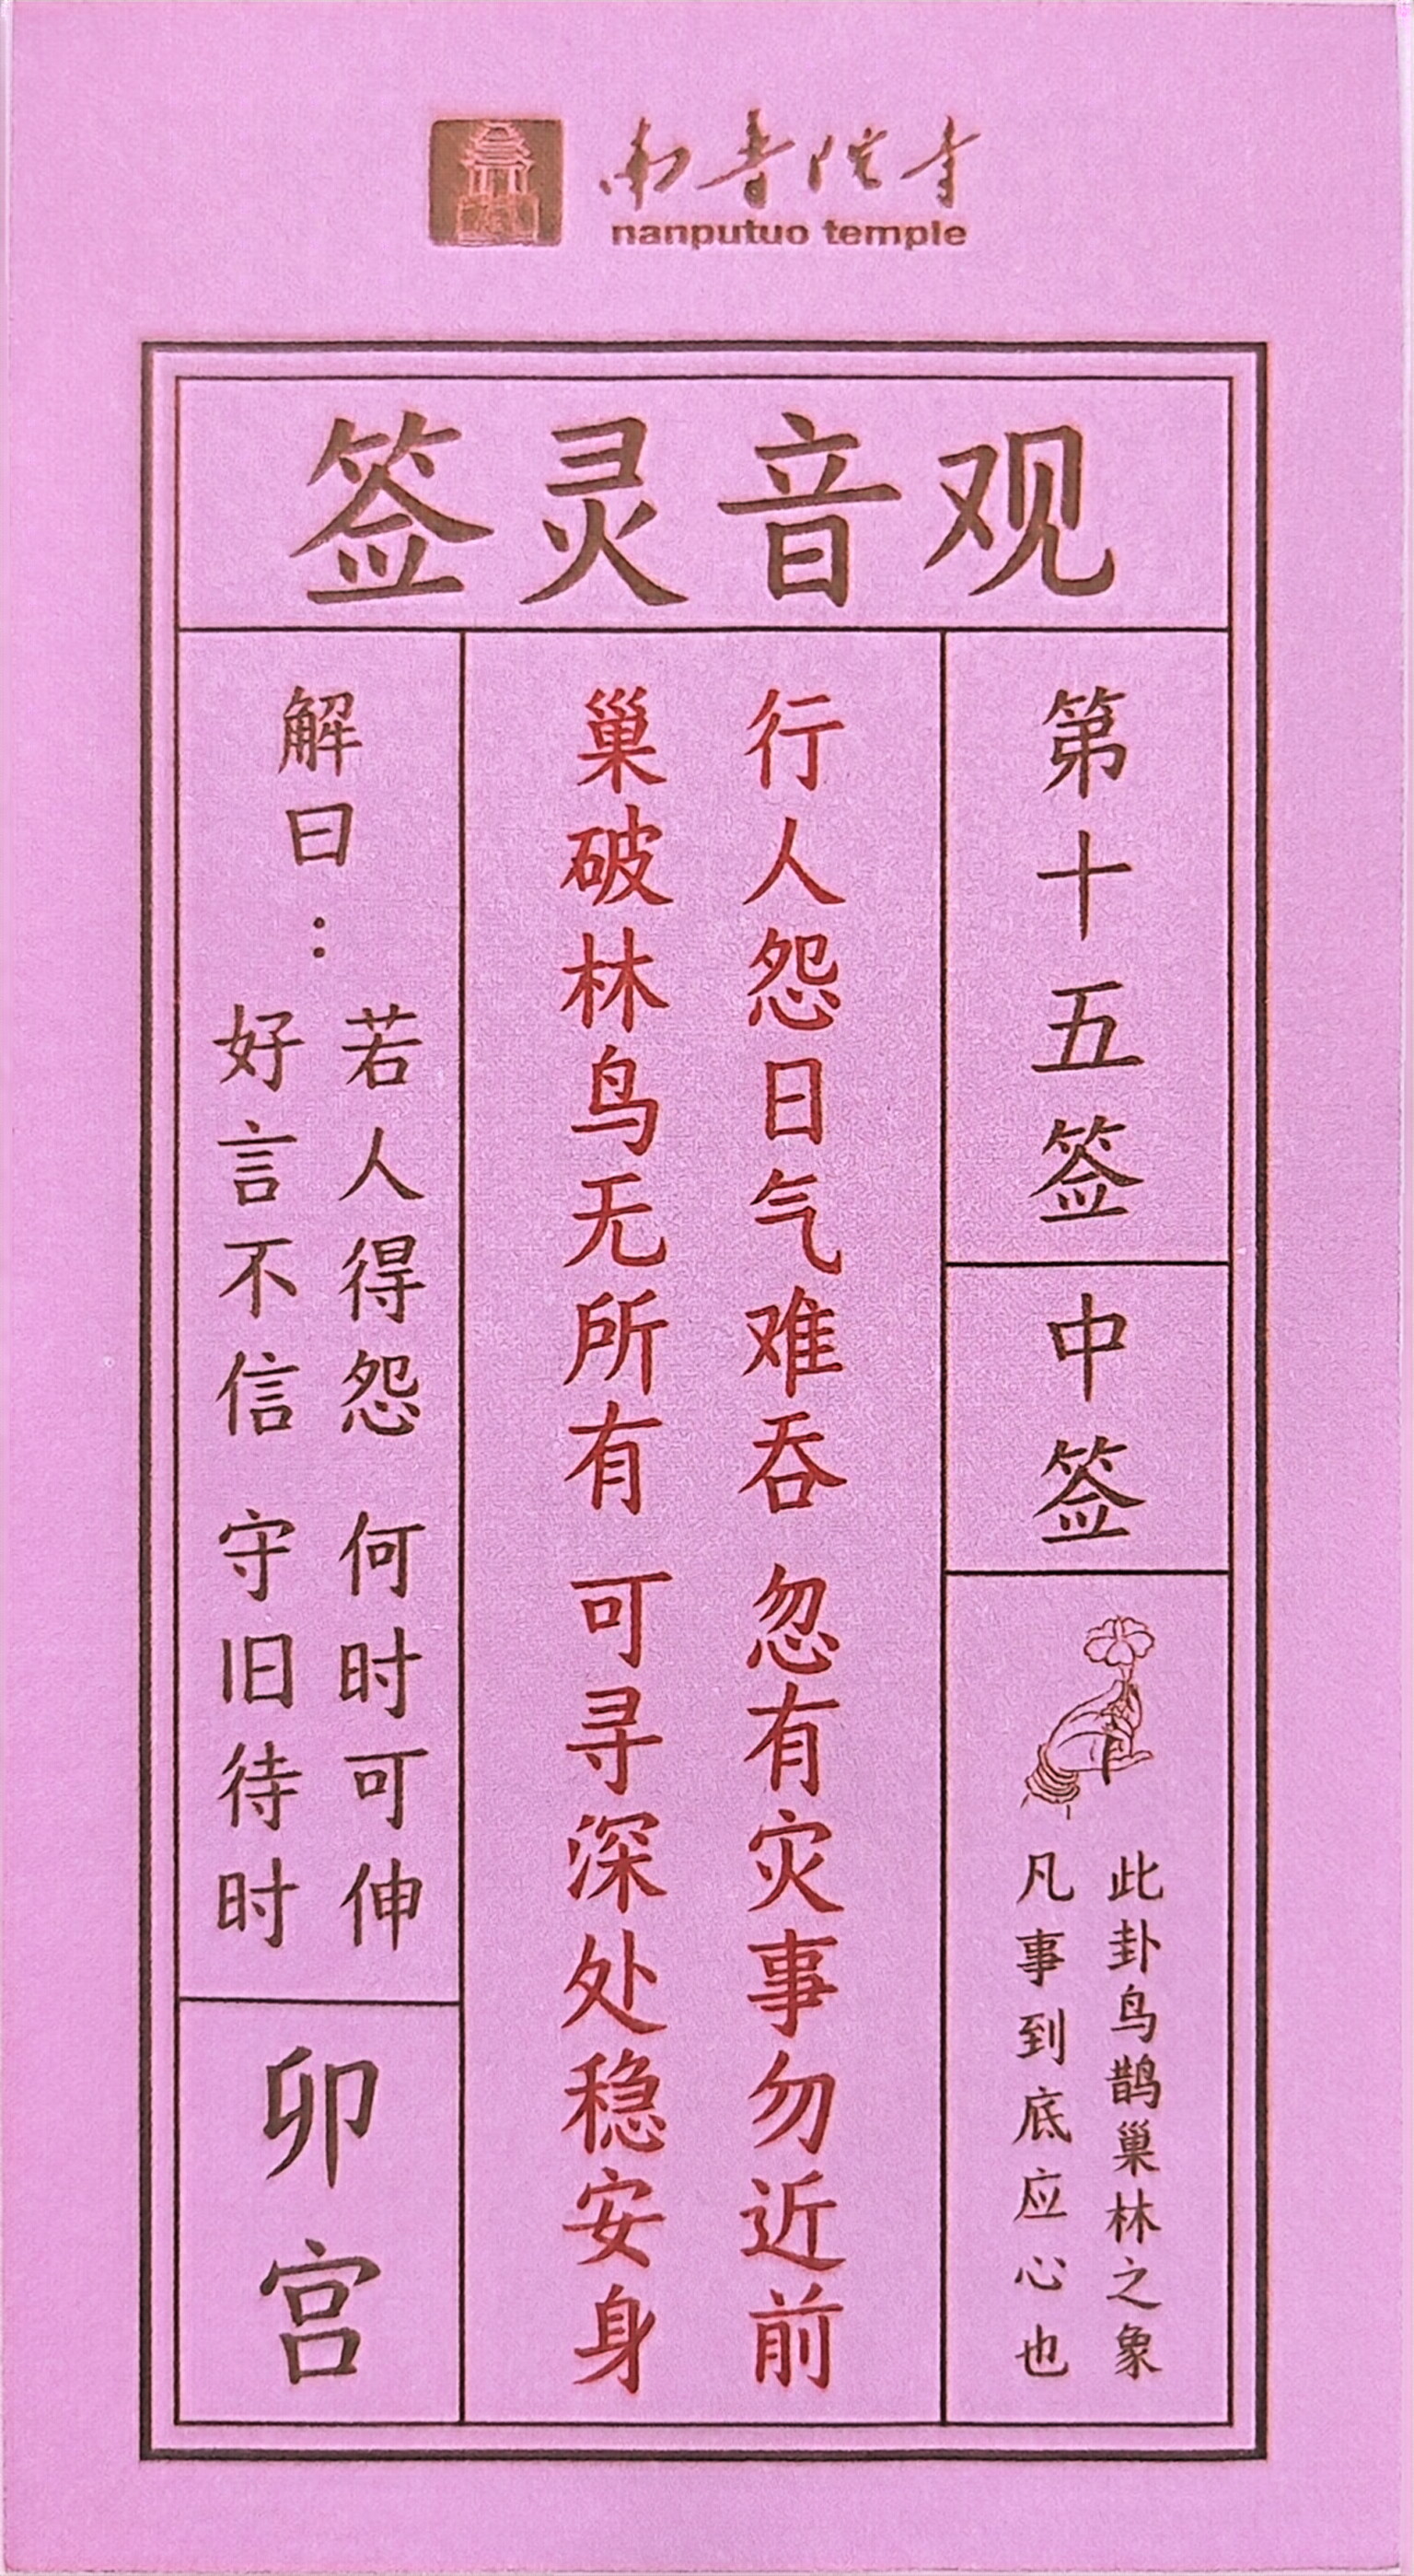 南普陀寺
nanputuo temple
观音灵签
第十五签
中签
此卦鸟鹊巢林之象
凡事到底应心也
行人怨日气难吞 忽有灾事勿近前
巢破林鸟无所有 可寻深处稳安身
解曰：
若人得怨 何时可伸
好言不信 守旧待时
卯宫